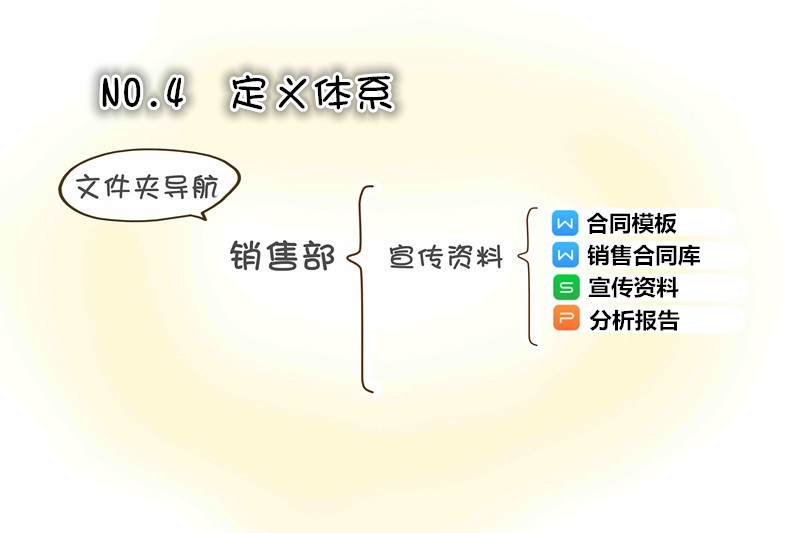 NO.4 定义体系
文件夹导航
销售部
宣传资料
W 合同模板
W 销售合同库
S 宣传资料
P 分析报告